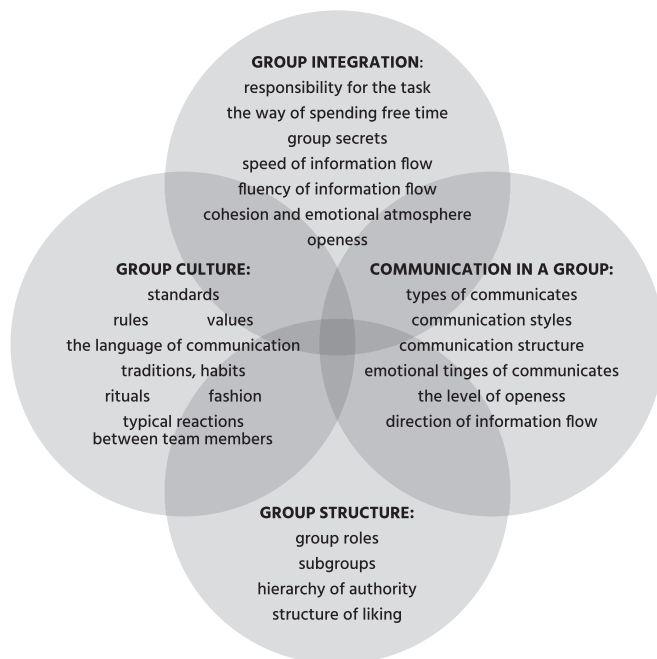 GROUP INTEGRATION:
responsibility for the task
the way of spending free time
group secrets
speed of information flow
fluency of information flow
cohesion and emotional atmosphere
openess
GROUP CULTURE:
standards
rules values
the language of communication
traditions, habits
rituals fashion
typical reactions
between team members
COMMUNICATION IN A GROUP:
types of communicates
communication styles
communication structure
emotional tinges of communicates
the level of openess
direction of information flow
GROUP STRUCTURE:
group roles
subgroups
hierarchy of authority
structure of liking